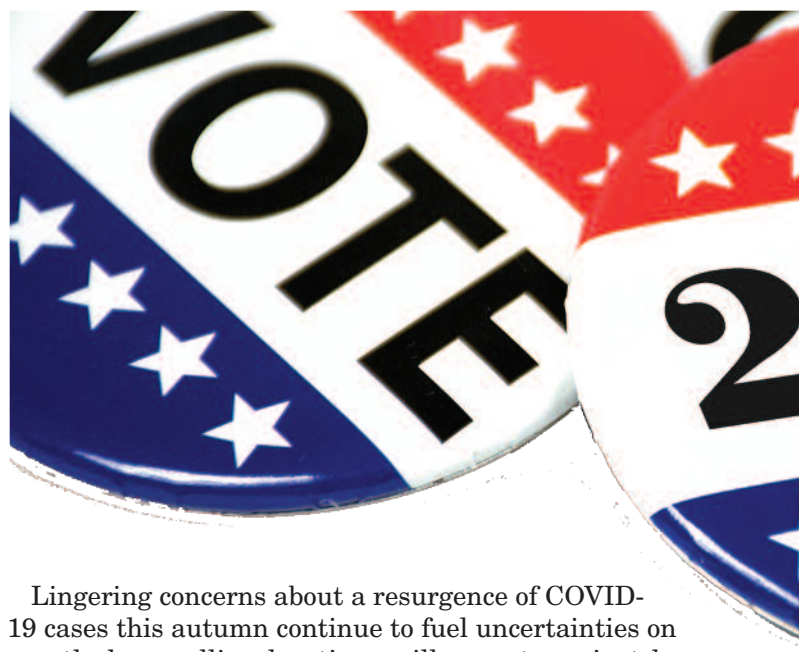 VOTE
2
Lingering concerns about a resurgence of COVID-
19 cases this autumn continue to fuel uncertainties on